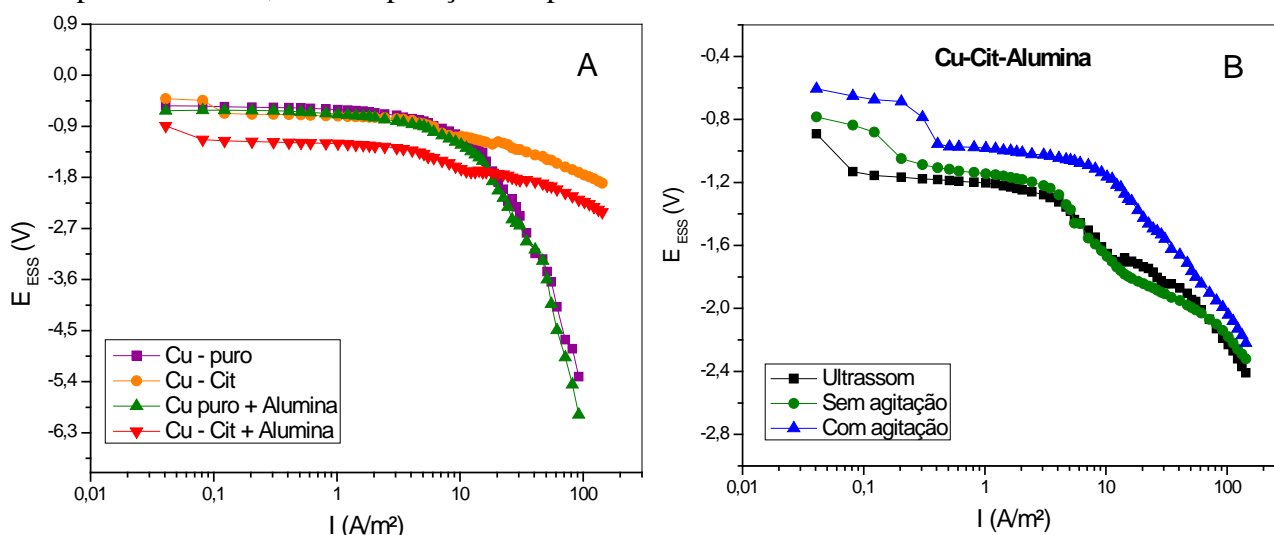 0,9
0,0
-0,9
-1,8
-2,7
-3,6
-4,5
-5,4
-6,3
E ESS (V)
A
Cu - puro
Cu - Cit
Cu puro + Alumina
Cu - Cit + Alumina
0,01 0,1 1 10 100
I (A/m²)
-0,4
-0,8
-1,2
-1,6
-2,0
-2,4
-2,8
E ESS (V)
Cu-Cit-Alumina
B
Ultrassom
Sem agitação
Com agitação
0,01 0,1 1 10 100
I (A/m²)